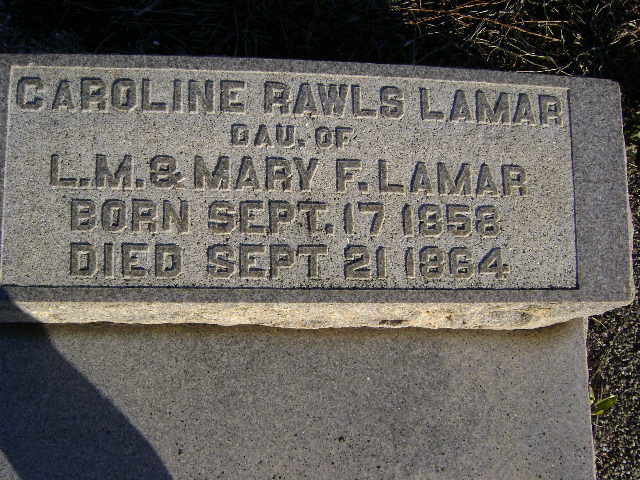 CAROLINE RAWLS LAMAR
DAU. OF
L.M. & MARY F. LAMAR
BORN SEPT. 17 1858
DIED SEPT 21 1864